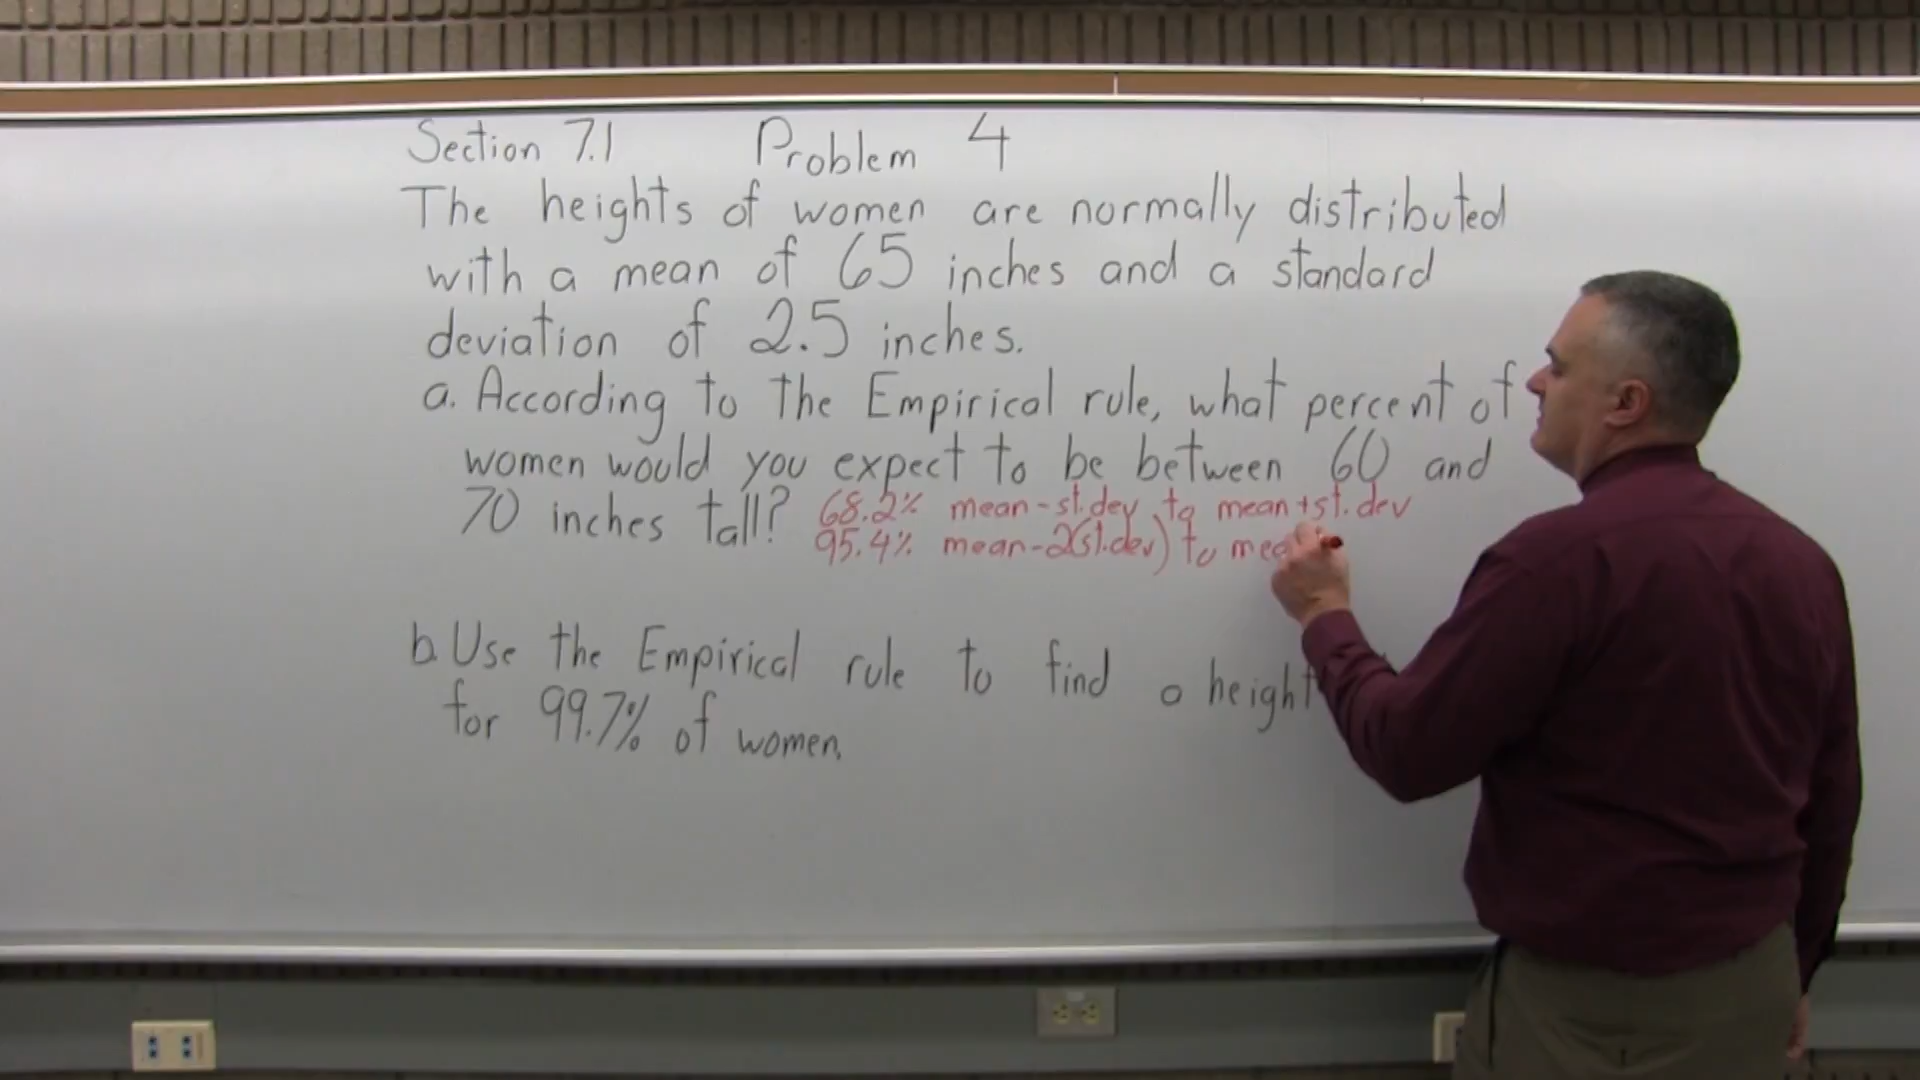 Section 7.1 Problem 4
The heights of women are normally distributed
with a mean of 65 inches and a standard
deviation of 2.5 inches.
a. According to the Empirical rule, what percent of
women would you expect to be between 60 and
70 inches tall? 68.2% mean-st.dev to mean+st.dev
95.4% mean-2(st.dev) to mea
b. Use the Empirical rule to find a height
for 99.7% of women.